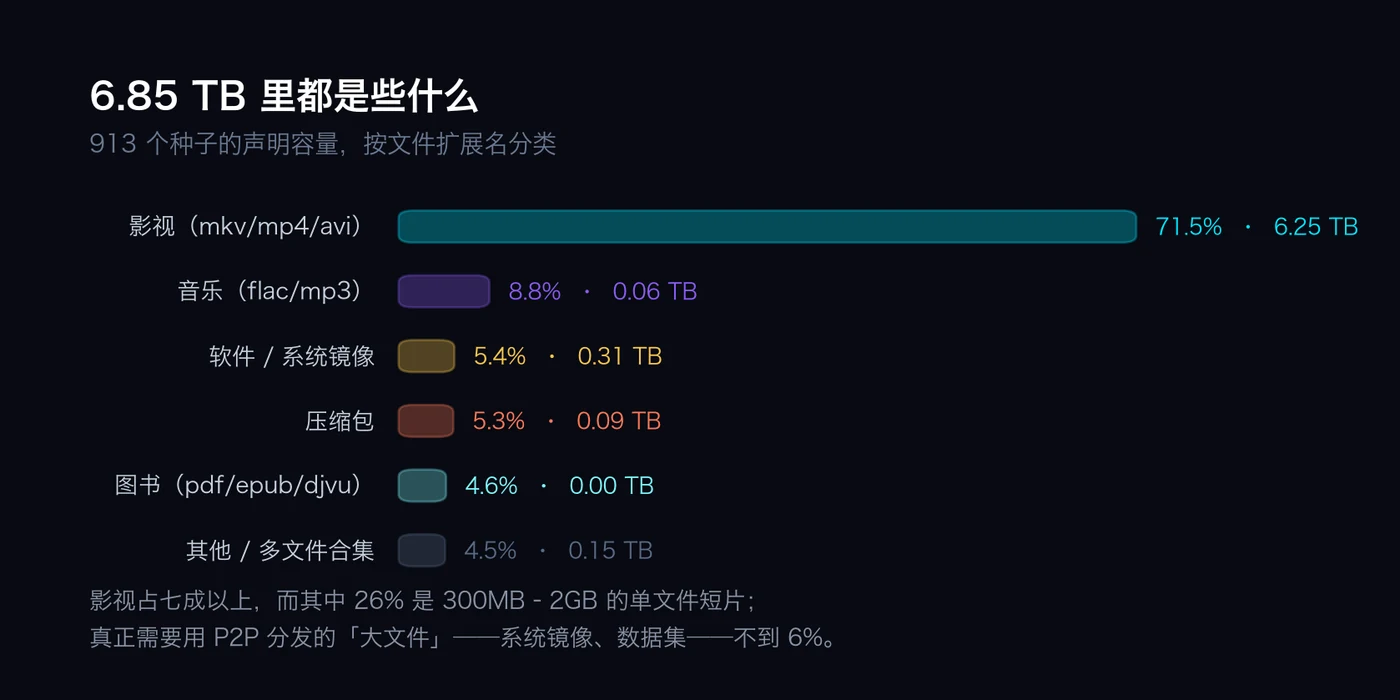 6.85 TB 里都是些什么
913 个种子的声明容量，按文件扩展名分类
影视（mkv/mp4/avi） 71.5% · 6.25 TB
音乐（flac/mp3） 8.8% · 0.06 TB
软件 / 系统镜像 5.4% · 0.31 TB
压缩包 5.3% · 0.09 TB
图书（pdf/epub/djvu） 4.6% · 0.00 TB
其他 / 多文件合集 4.5% · 0.15 TB
影视占七成以上，而其中 26% 是 300MB - 2GB 的单文件短片；
真正需要用 P2P 分发的「大文件」——系统镜像、数据集——不到 6%。